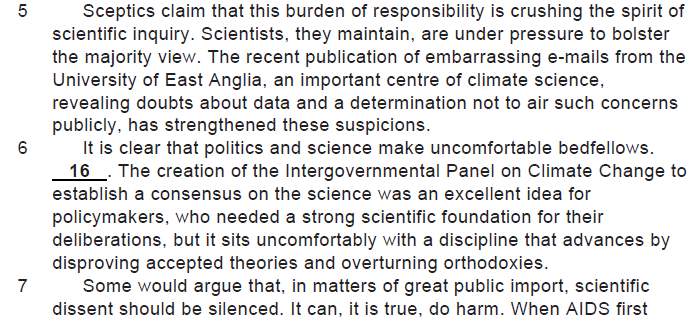 5 Sceptics claim that this burden of responsibility is crushing the spirit of
scientific inquiry. Scientists, they maintain, are under pressure to bolster
the majority view. The recent publication of embarrassing e-mails from the
University of East Anglia, an important centre of climate science,
revealing doubts about data and a determination not to air such concerns
publicly, has strengthened these suspicions.
6 It is clear that politics and science make uncomfortable bedfellows.
16 . The creation of the Intergovernmental Panel on Climate Change to
establish a consensus on the science was an excellent idea for
policymakers, who needed a strong scientific foundation for their
deliberations, but it sits uncomfortably with a discipline that advances by
disproving accepted theories and overturning orthodoxies.
7 Some would argue that, in matters of great public import, scientific
dissent should be silenced. It can, it is true, do harm. When AIDS first